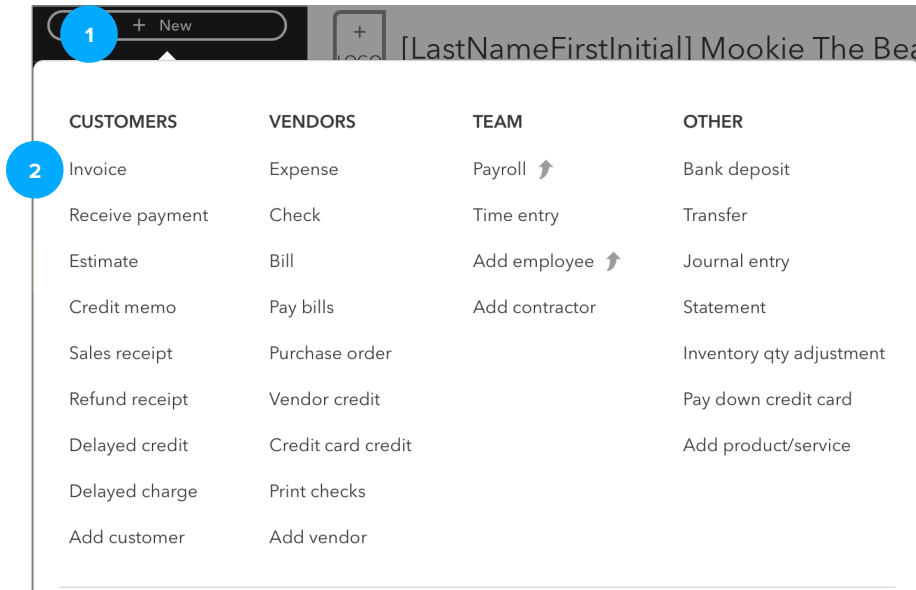 + New
1
+
LOGO
[LastNameFirstInitial] Mookie The Bea
CUSTOMERS VENDORS TEAM OTHER
2
Invoice Expense Payroll Bank deposit
Receive payment Check Time entry Transfer
Estimate Bill Add employee Journal entry
Credit memo Pay bills Add contractor Statement
Sales receipt Purchase order Inventory qty adjustment
Refund receipt Vendor credit Pay down credit card
Delayed credit Credit card credit Add product/service
Delayed charge Print checks
Add customer Add vendor